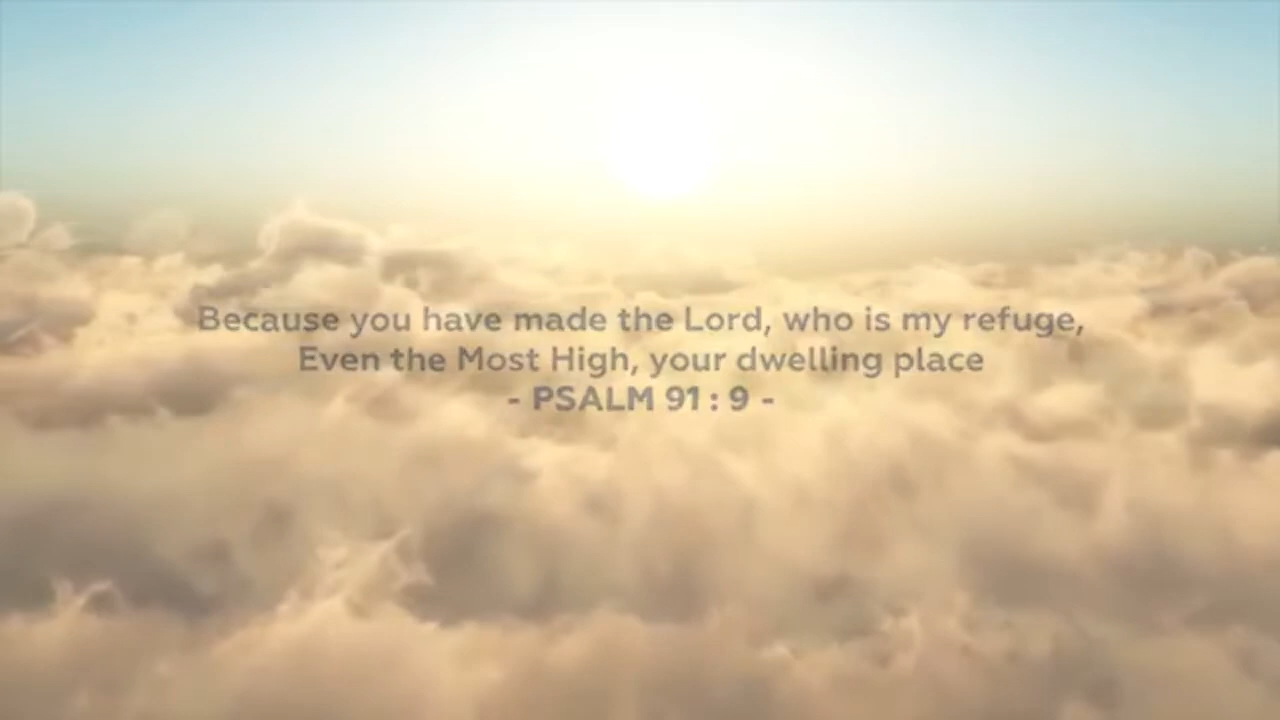 Because you have made the Lord, who is my refuge,
Even the Most High, your dwelling place
- PSALM 91 : 9 -